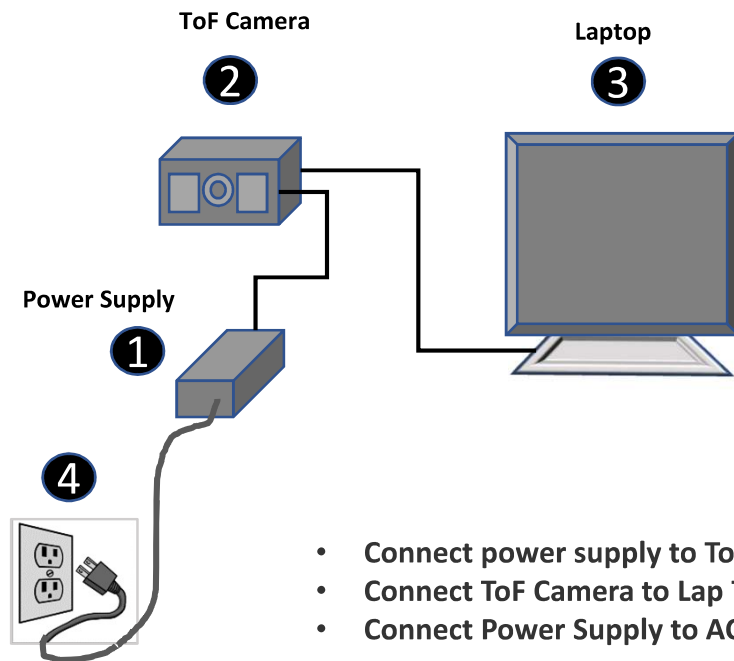 ToF Camera
Laptop
2
3
Power Supply
1
4
• Connect power supply to To
• Connect ToF Camera to Lap
• Connect Power Supply to AC